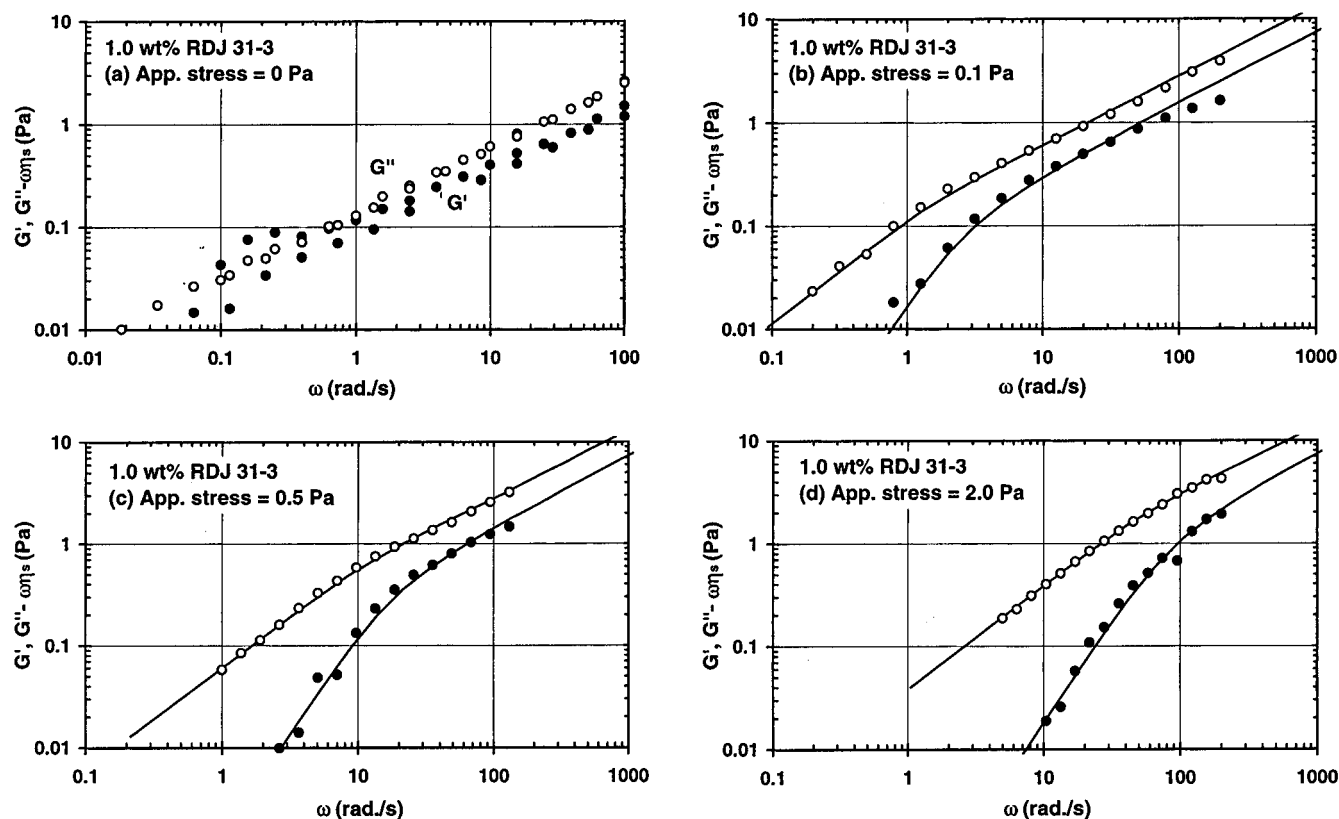 1.0 wt% RDJ 31-3
(a) App. stress = 0 Pa
G"
G'
G', G''-ωηs (Pa)
10
1
0.1
0.01
0.01
0.1
1
10
100
ω (rad./s)
1.0 wt% RDJ 31-3
(b) App. stress = 0.1 Pa
G', G''- ωηs (Pa)
10
1
0.1
0.01
0.1
1
10
100
1000
ω (rad./s)
1.0 wt% RDJ 31-3
(c) App. stress = 0.5 Pa
G', G''- ωηs (Pa)
10
1
0.1
0.01
0.1
1
10
100
1000
ω (rad./s)
1.0 wt% RDJ 31-3
(d) App. stress = 2.0 Pa
G', G''- ωηs (Pa)
10
1
0.1
0.01
0.1
1
10
100
1000
ω (rad./s)